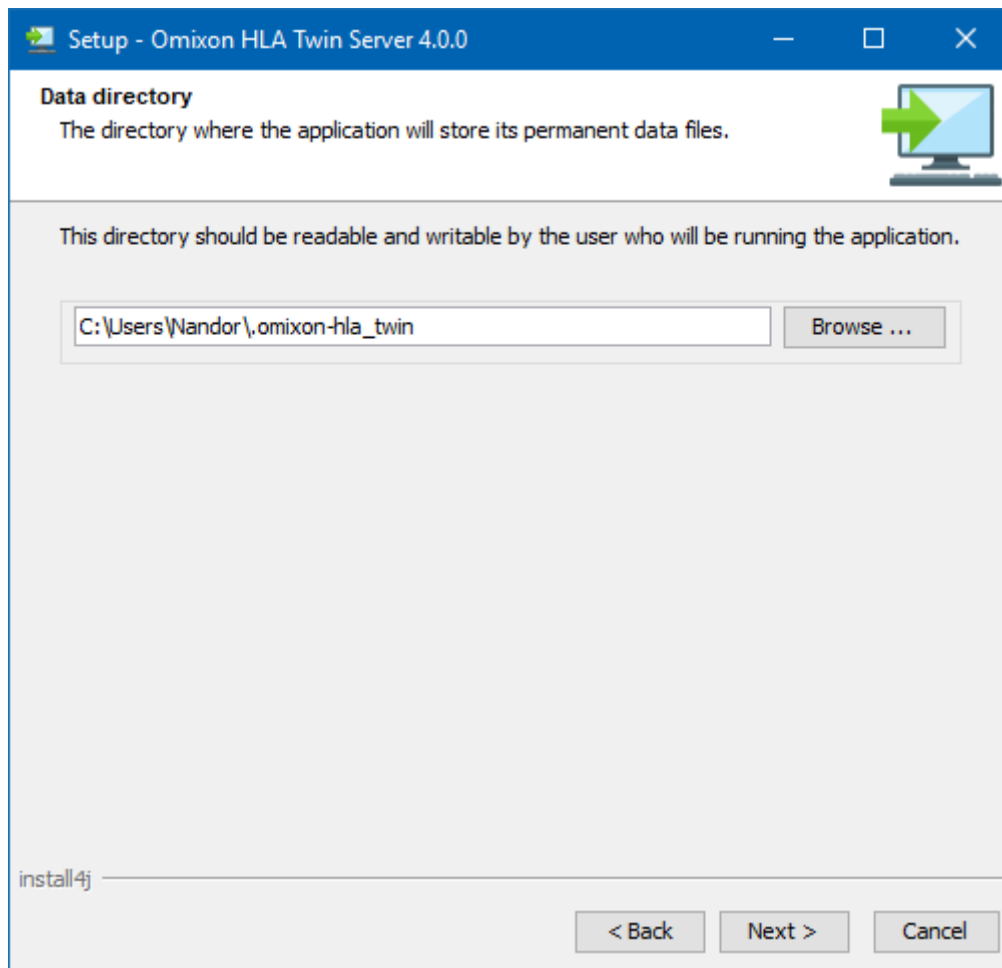 Setup - Omixon HLA Twin Server 4.0.0
Data directory
The directory where the application will store its permanent data files.
This directory should be readable and writable by the user who will be running the application.
C:\Users\Nandor\.omixon-hla_twin
Browse ...
install4j
< Back
Next >
Cancel